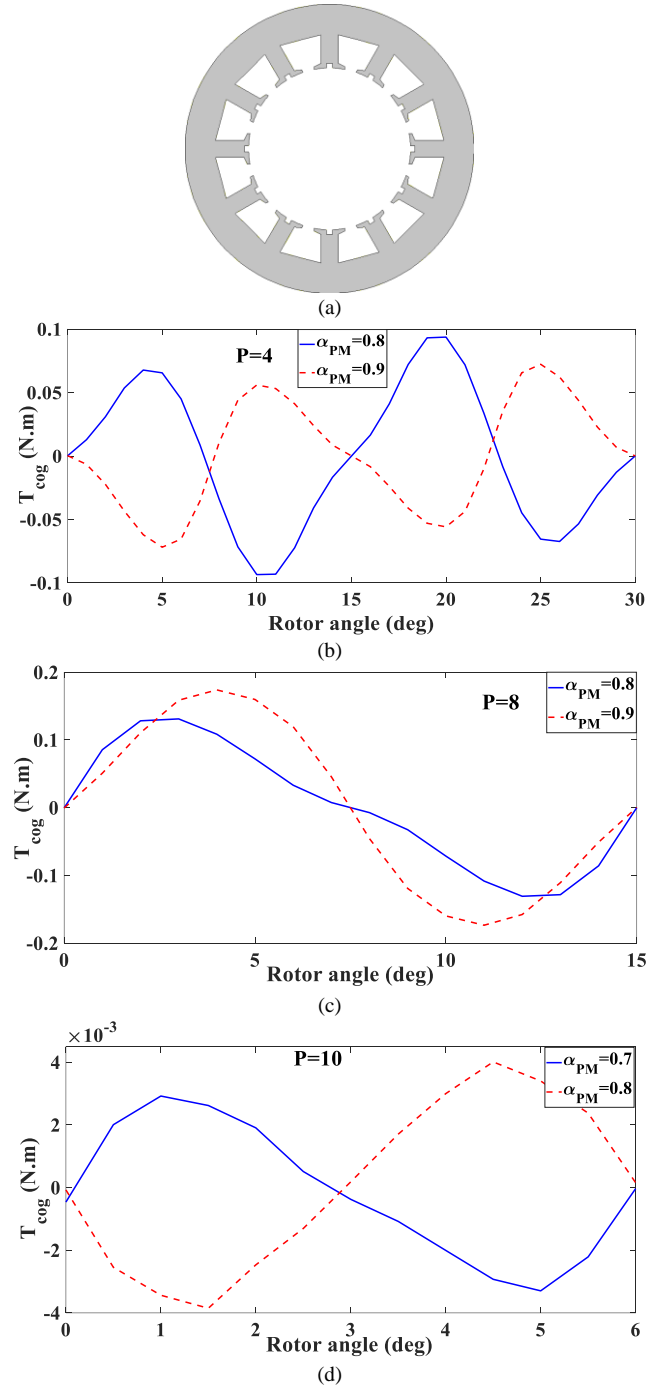 (a)
0.1
0.05
0
-0.05
-0.1
T_cog (N.m)
P=4
α_PM=0.8
α_PM=0.9
0 5 10 15 20 25 30
Rotor angle (deg)
(b)
0.2
0.1
0
-0.1
-0.2
T_cog (N.m)
P=8
α_PM=0.8
α_PM=0.9
0 5 10 15
Rotor angle (deg)
(c)
×10^-3
4
2
0
-2
-4
T_cog (N.m)
P=10
α_PM=0.7
α_PM=0.8
0 1 2 3 4 5 6
Rotor angle (deg)
(d)